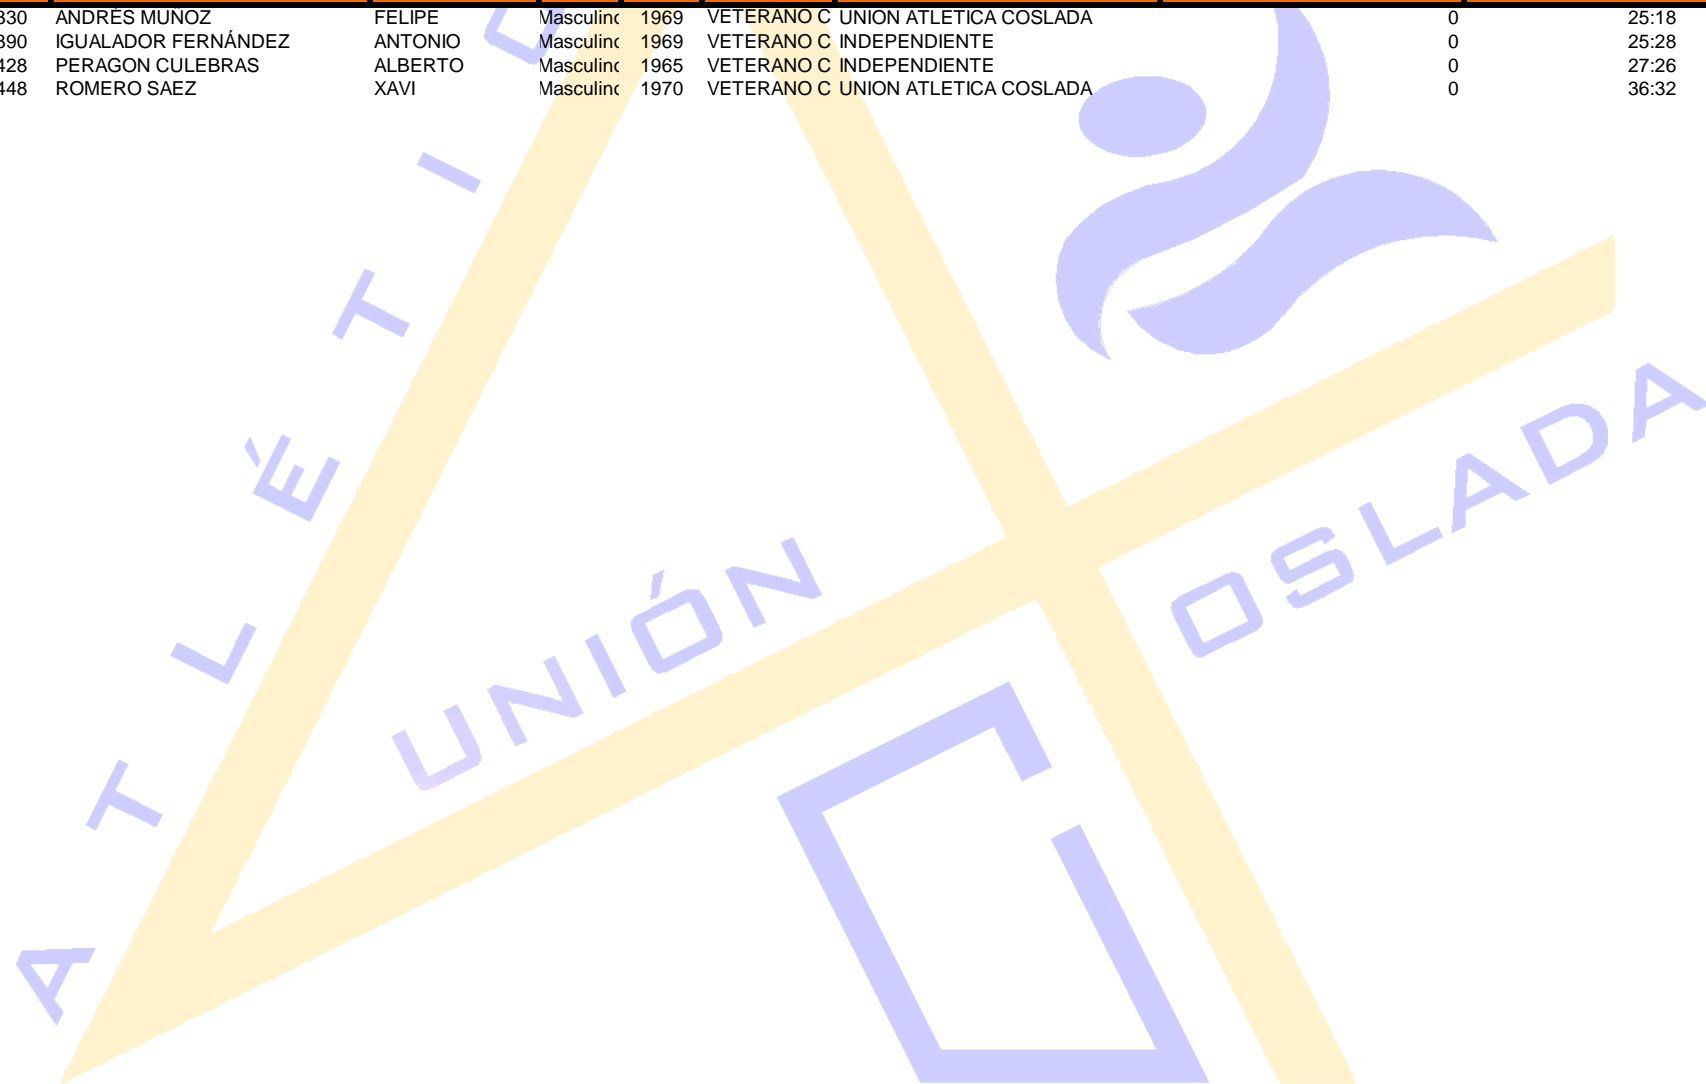 330 ANDRÉS MUÑOZ FELIPE Masculino 1969 VETERANO C UNION ATLETICA COSLADA 0 25:18
390 IGUALADOR FERNÁNDEZ ANTONIO Masculino 1969 VETERANO C INDEPENDIENTE 0 25:28
428 PERAGON CULEBRAS ALBERTO Masculino 1965 VETERANO C INDEPENDIENTE 0 27:26
448 ROMERO SAEZ XAVI Masculino 1970 VETERANO C UNION ATLETICA COSLADA 0 36:32
ATLÉTIC
UNIÓN
COSLADA